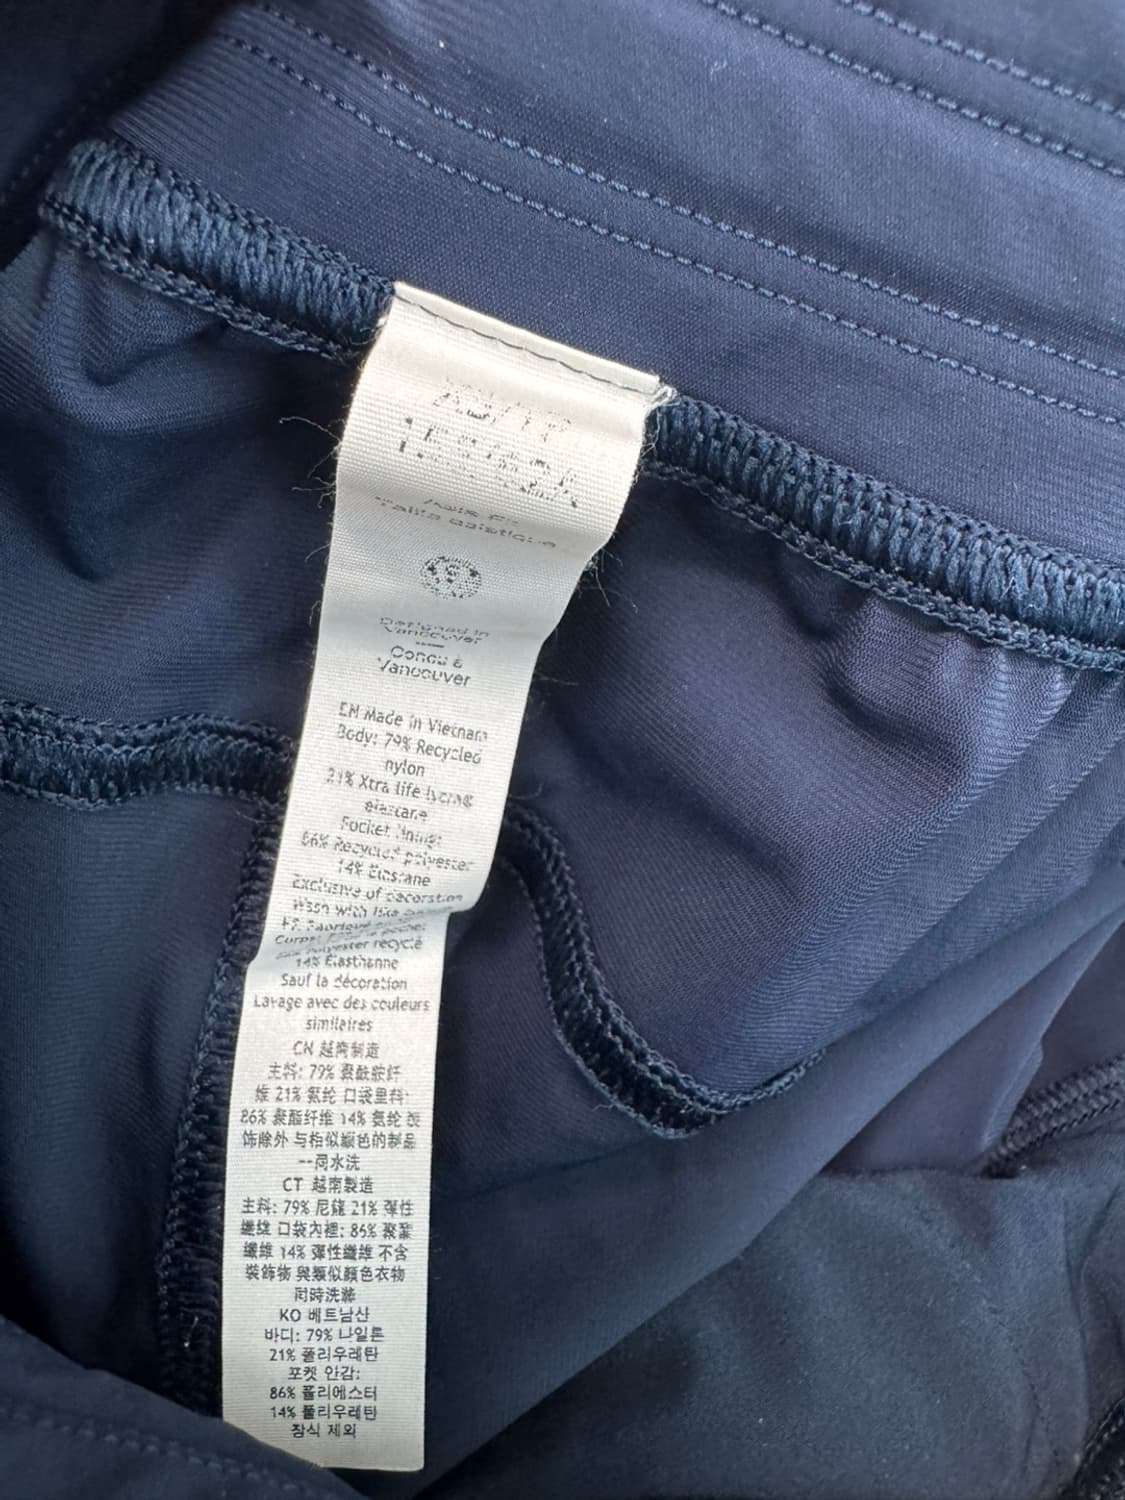 Taille asiatique
Designed in
Vancouver
Conçu à
Vancouver
EN Made in Vietnam
Body: 79% Recycled
nylon
21% Xtra life lycra®
elastane
Pocket lining:
86% Recycled polyester
14% Elastane
Exclusive of decoration
Wash with like
Corps:
polyester recyclé
14% Élasthanne
Sauf la décoration
Lavage avec des couleurs
similaires
CN 越南制造
主料: 79% 聚酰胺纤
维 21% 氨纶 口袋里料:
86% 聚酯纤维 14% 氨纶 装
饰除外 与相似颜色的制品
一同水洗
CT 越南製造
主料: 79% 尼龍 21% 彈性
纖維 口袋內裡: 86% 聚酯
纖維 14% 彈性纖維 不含
裝飾物 與類似顏色衣物
同時洗滌
KO 베트남산
바디: 79% 나일론
21% 폴리우레탄
포켓 안감:
86% 폴리에스터
14% 폴리우레탄
장식 제외